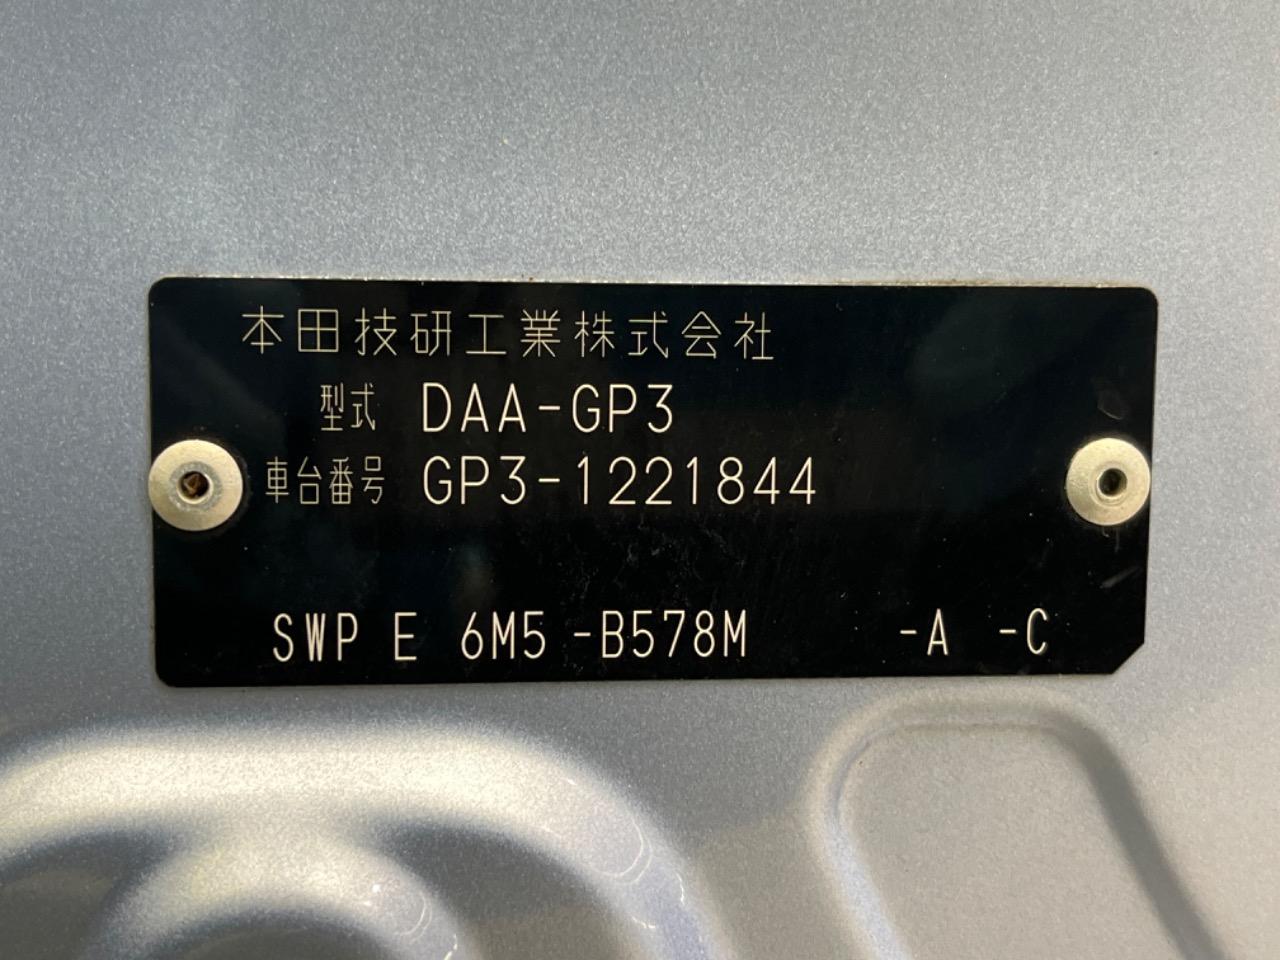 本田技研工業株式会社
型式 DAA-GP3
車台番号 GP3-1221844
SWP E 6M5 -B578M -A -C